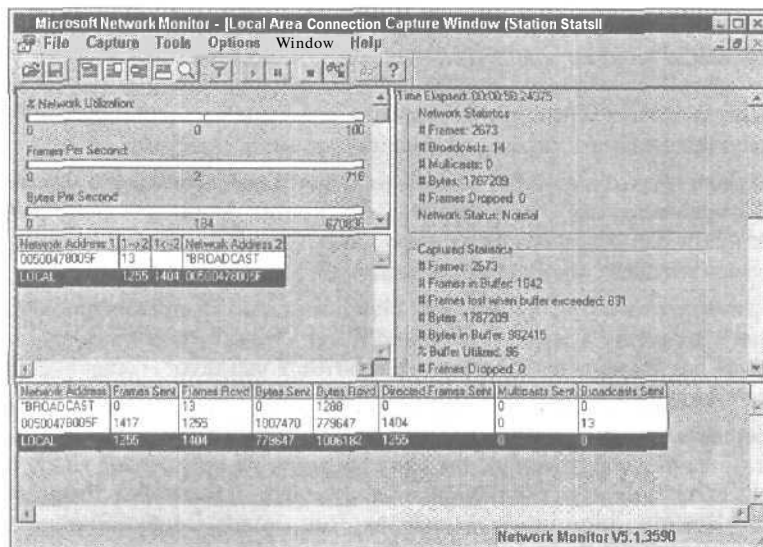 Microsoft Network Monitor - [Local Area Connection Capture Window (Station Stats)]
File Capture Tools Options Window Help
% Network Utilization:
0 0 100
Frames Per Second:
0 2 716
Bytes Per Second:
0 184 670836
Time Elapsed: 00:00:50.24375
Network Statistics
# Frames: 2673
# Broadcasts: 14
# Multicasts: 0
# Bytes: 1787209
# Frames Dropped: 0
Network Status: Normal
Captured Statistics
# Frames: 2673
# Frames in Buffer: 1842
# Frames lost when buffer exceeded: 831
# Bytes: 1787209
# Bytes in Buffer: 982415
% Buffer Utilized: 96
# Frames Dropped: 0
Network Address 1 1->2 1<-2 Network Address 2
00500478005F 13 *BROADCAST
LOCAL 1255 1404 00500478005F
Network Address Frames Sent Frames Rcvd Bytes Sent Bytes Rcvd Directed Frames Sent Multicasts Sent Broadcasts Sent
*BROADCAST 0 13 0 1288 0 0 0
00500478005F 1417 1255 1007470 779647 1404 0 13
LOCAL 1255 1404 779647 1006182 1255 0 0
Network Monitor V5.1.3590